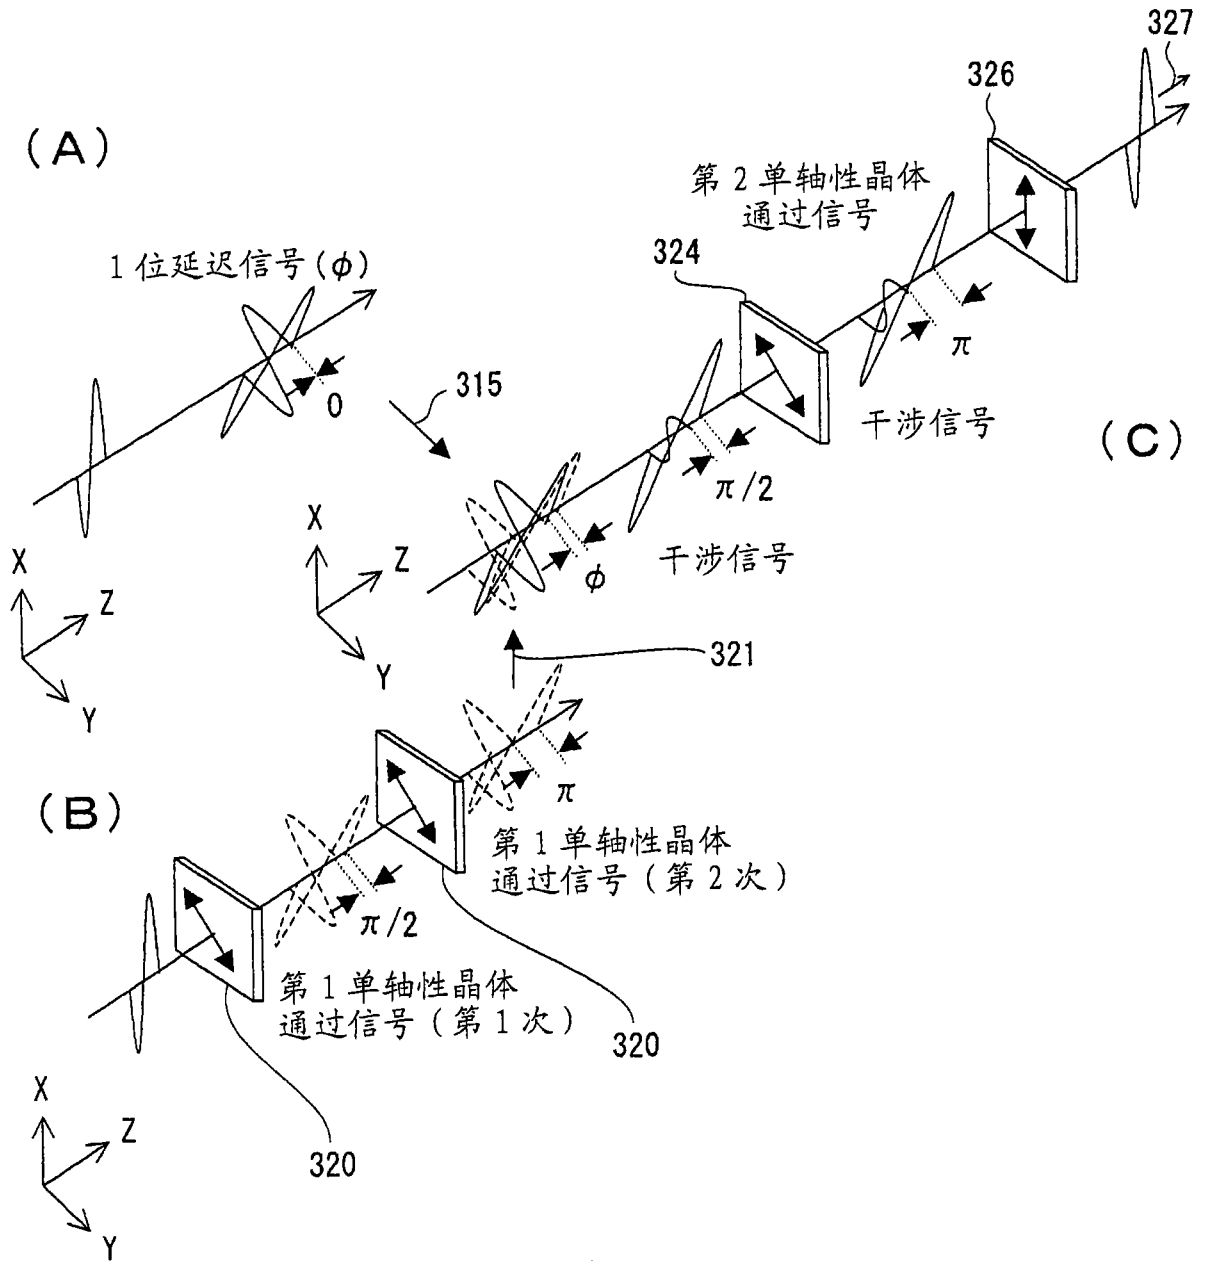 327
326
(A)
第2单轴性晶体
通过信号
324
1位延迟信号(φ)
π
315
0
干涉信号
(C)
π/2
X
Z
φ
干涉信号
X
Z
Y
321
Y
π
(B)
第1单轴性晶体
通过信号(第2次)
π/2
第1单轴性晶体
通过信号(第1次)
320
X
Z
320
Y